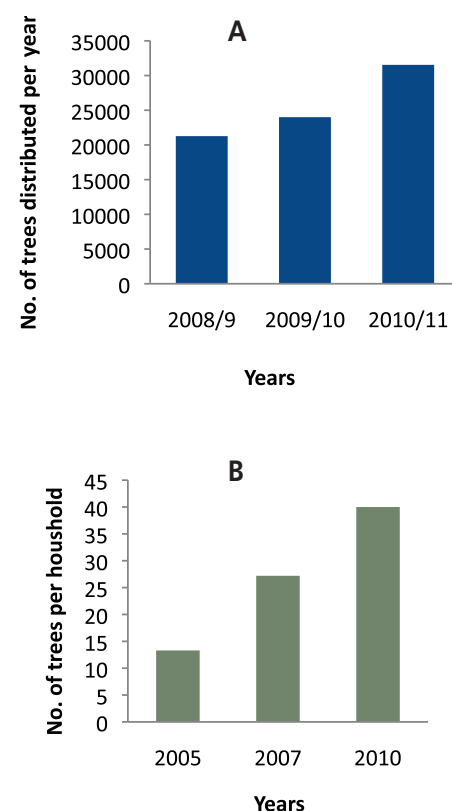 A
No. of trees distributed per year
35000
30000
25000
20000
15000
10000
5000
0
2008/9 2009/10 2010/11
Years
B
No. of trees per houshold
45
40
35
30
25
20
15
10
5
0
2005 2007 2010
Years